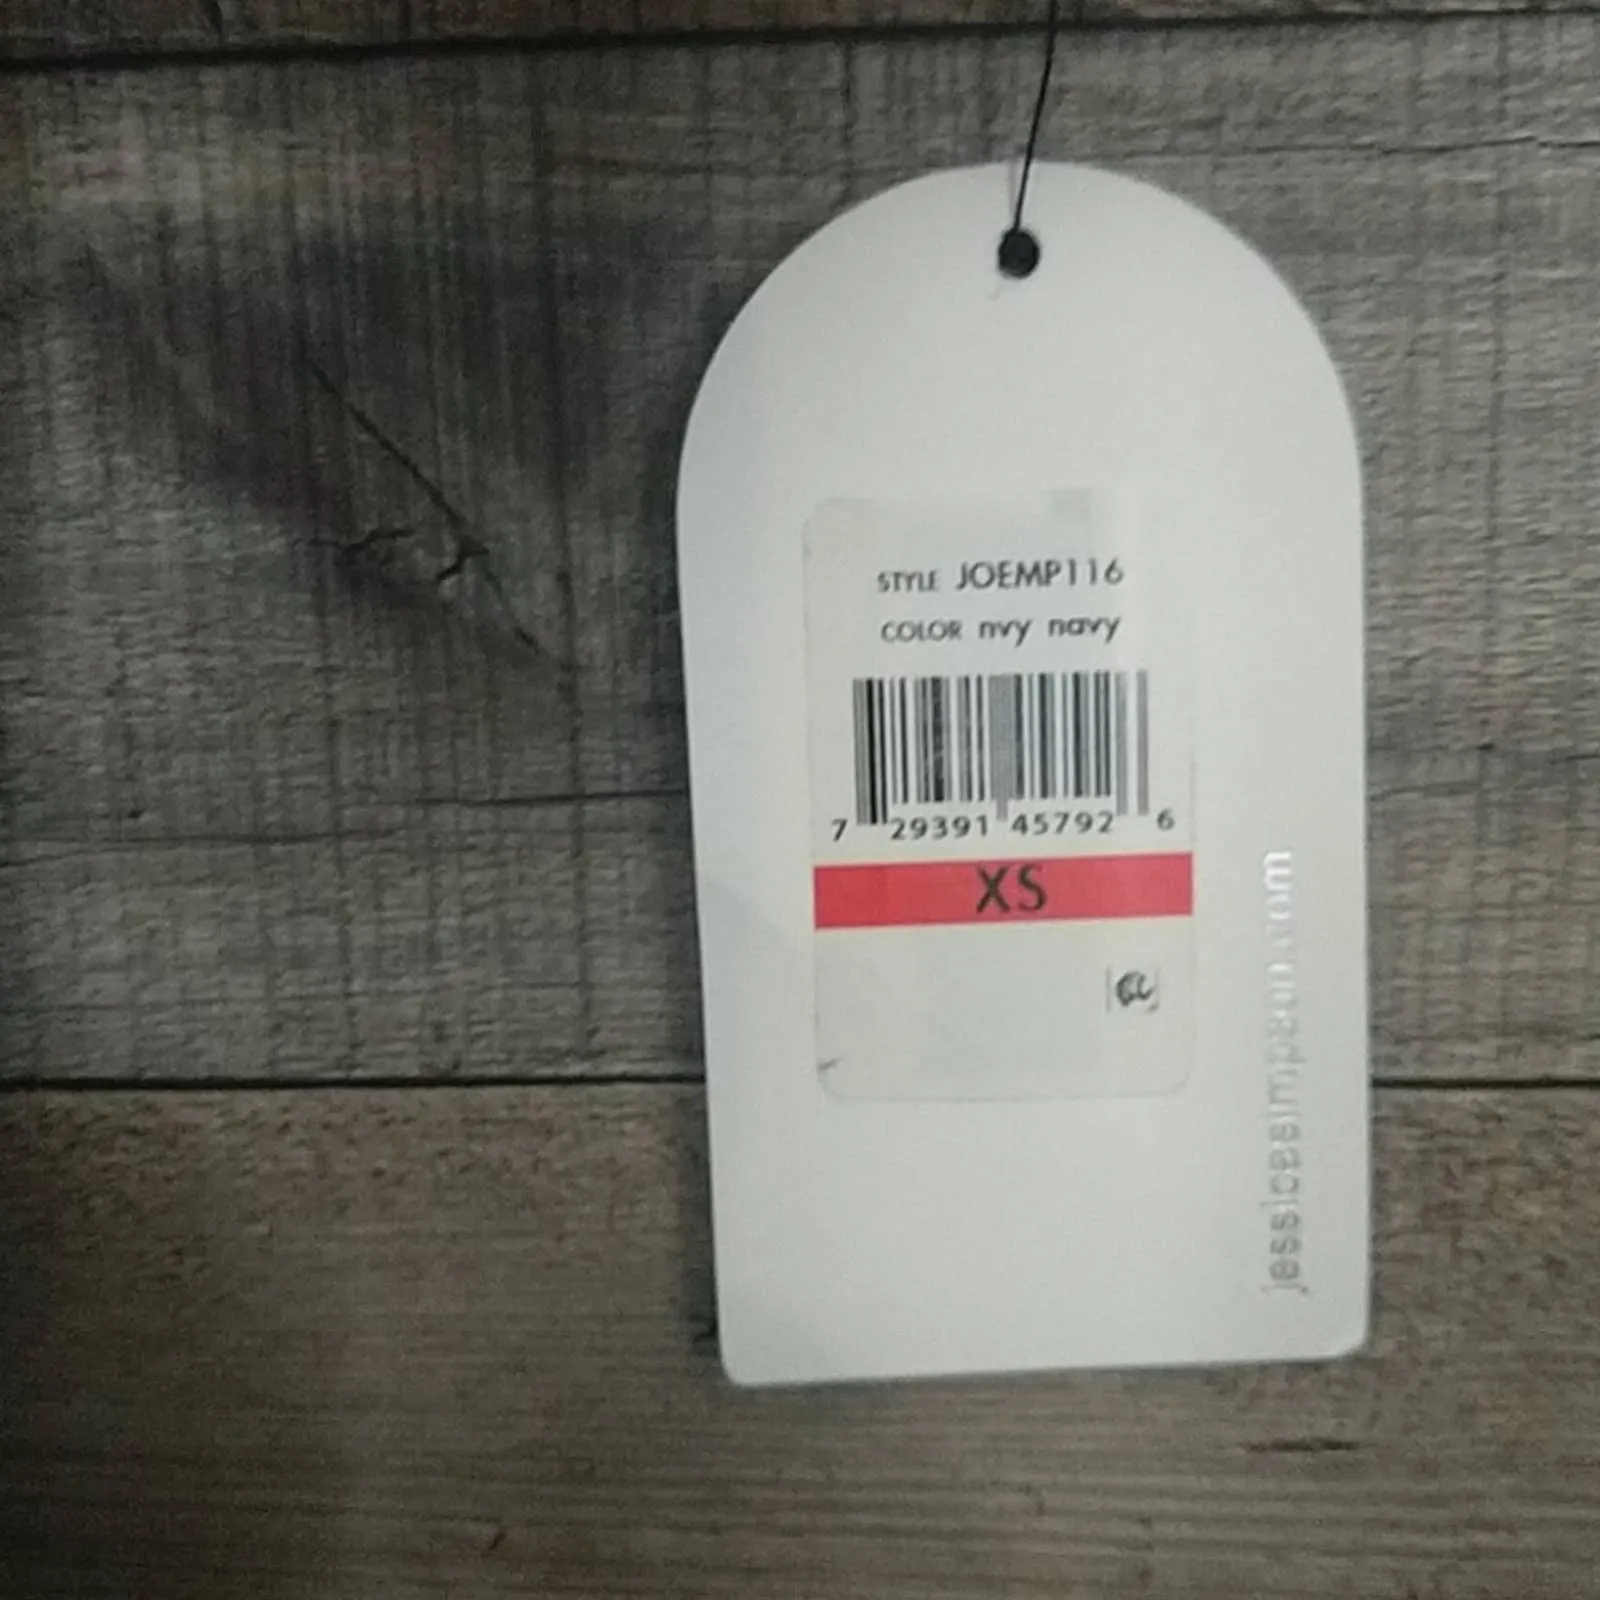 STYLE JOEMP116
COLOR nvy navy
7 29391 45792 6
XS
jessicasimpson.com